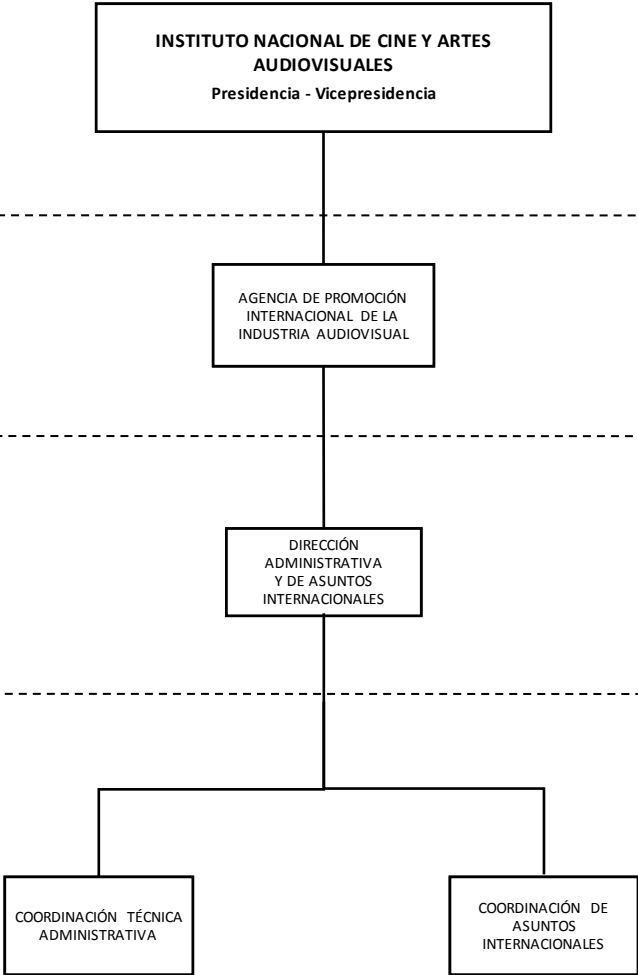 INSTITUTO NACIONAL DE CINE Y ARTES
AUDIOVISUALES
Presidencia - Vicepresidencia
AGENCIA DE PROMOCIÓN
INTERNACIONAL DE LA
INDUSTRIA AUDIOVISUAL
DIRECCIÓN
ADMINISTRATIVA
Y DE ASUNTOS
INTERNACIONALES
COORDINACIÓN TÉCNICA
ADMINISTRATIVA
COORDINACIÓN DE
ASUNTOS
INTERNACIONALES